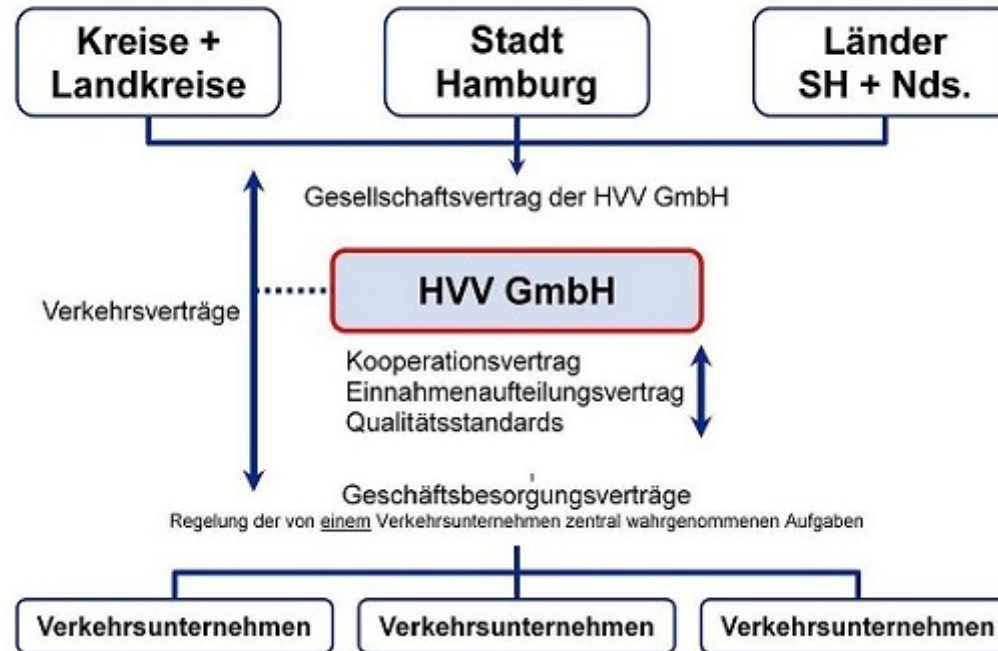 Kreise +
Landkreise
Stadt
Hamburg
Länder
SH + Nds.
Gesellschaftsvertrag der HVV GmbH
HVV GmbH
Verkehrsverträge
Kooperationsvertrag
Einnahmenaufteilungsvertrag
Qualitätsstandards
Geschäftsbesorgungsverträge
Regelung der von einem Verkehrsunternehmen zentral wahrgenommenen Aufgaben
Verkehrsunternehmen
Verkehrsunternehmen
Verkehrsunternehmen